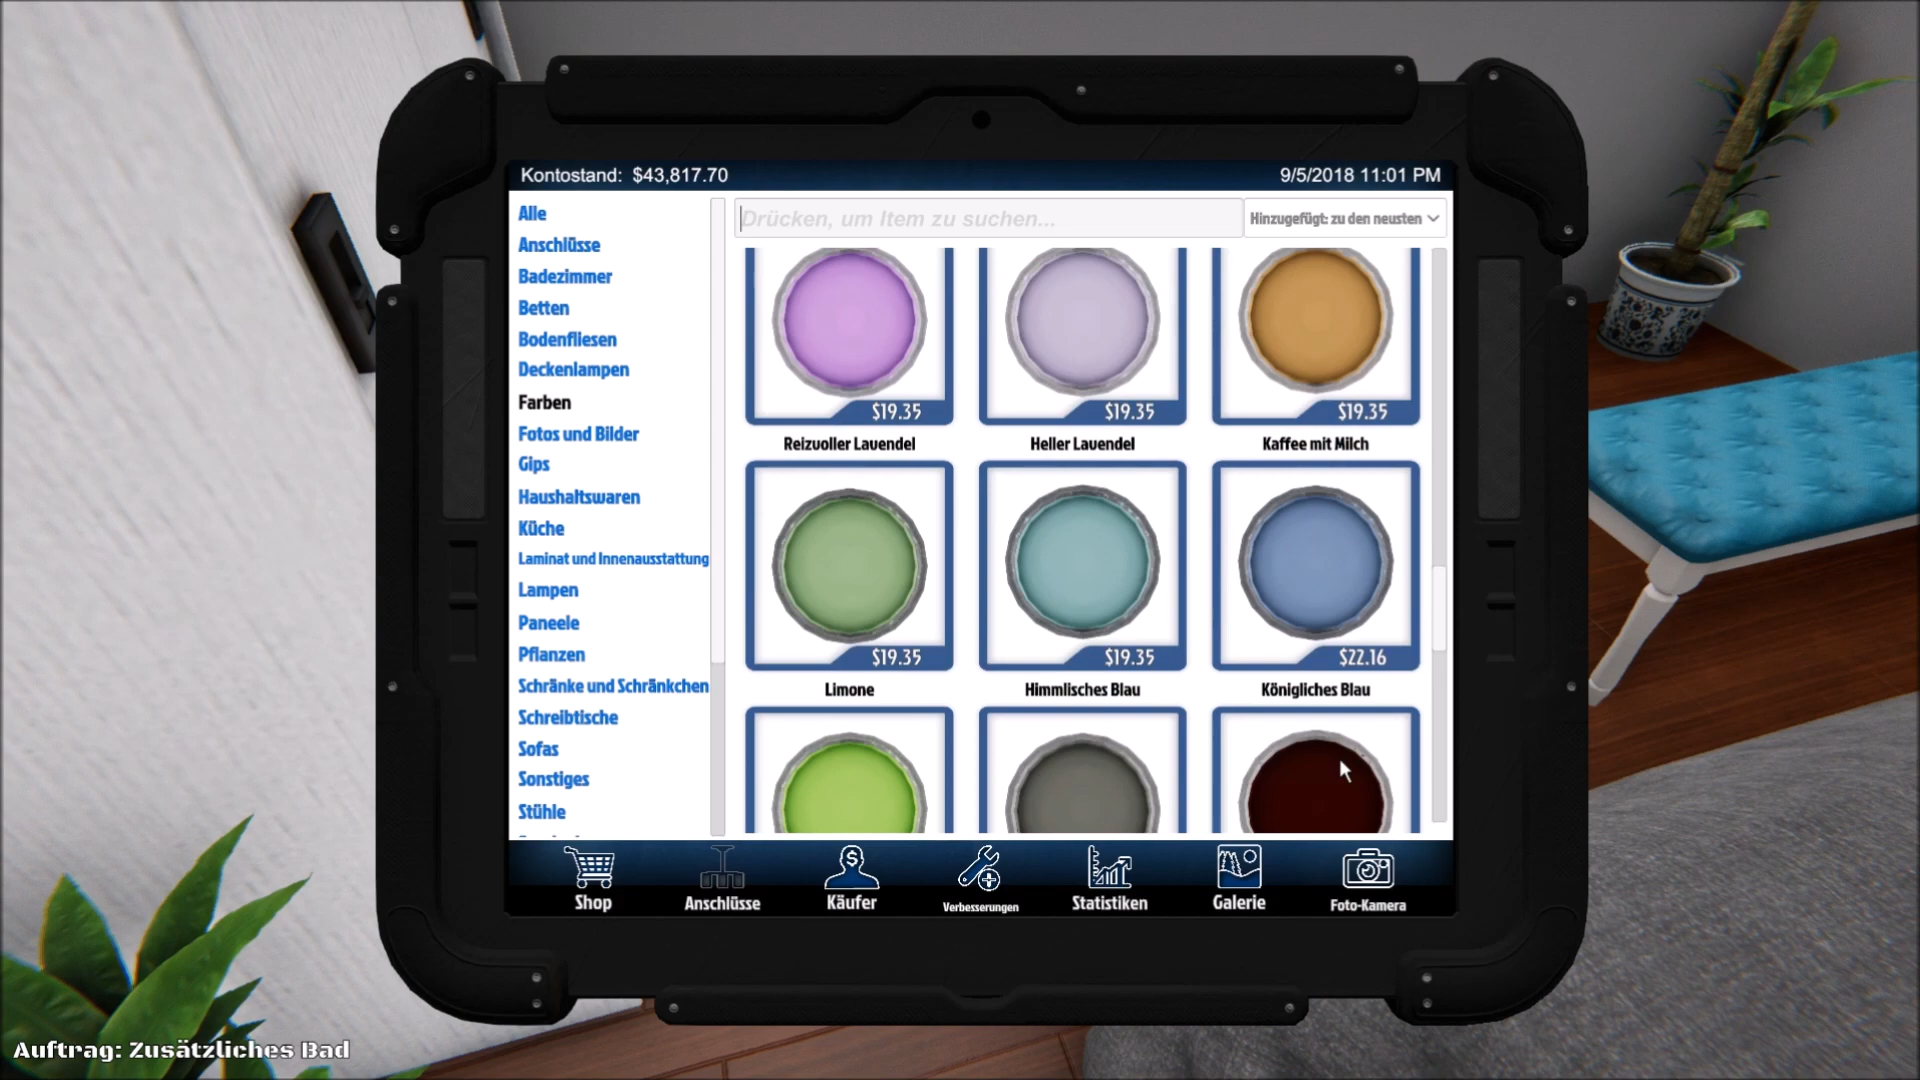 Kontostand: $43,817.70
9/5/2018 11:01 PM
Alle
Anschlüsse
Badezimmer
Betten
Bodenfliesen
Deckenlampen
Farben
Fotos und Bilder
Gips
Haushaltswaren
Küche
Laminat und Innenausstattung
Lampen
Paneele
Pflanzen
Schränke und Schränkchen
Schreibtische
Sofas
Sonstiges
Stühle
Drücken, um Item zu suchen...
Hinzugefügt: zu den neusten
$19.35
$19.35
$19.35
Reizvoller Lavendel
Heller Lavendel
Kaffee mit Milch
$19.35
$19.35
$22.16
Limone
Himmlisches Blau
Königliches Blau
Shop
Anschlüsse
Käufer
Verbesserungen
Statistiken
Galerie
Foto-Kamera
Auftrag: Zusätzliches Bad